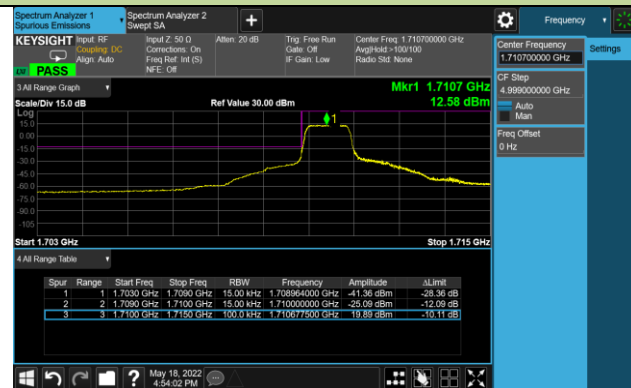 Spectrum Analyzer 1
Spurious Emissions
Spectrum Analyzer 2
Swept SA
Frequency
KEYSIGHT
Input: RF
Coupling: DC
Align: Auto
Input Z: 50 Ω
Corrections: On
Freq Ref: Int (S)
NFE: Off
Atten: 20 dB
Trig: Free Run
Gate: Off
IF Gain: Low
Center Freq: 1.710700000 GHz
Avg|Hold:>100/100
Radio Std: None
PASS
Center Frequency
1.710700000 GHz
Settings
CF Step
4.999000000 GHz
Auto
Man
Freq Offset
0 Hz
3 All Range Graph
Mkr1 1.7107 GHz
12.58 dBm
Scale/Div 15.0 dB
Ref Value 30.00 dBm
Log
15.0
0.00
-15.0
-30.0
-45.0
-60.0
-75.0
-90.0
-105
1
Start 1.703 GHz
Stop 1.715 GHz
4 All Range Table
Spur Range Start Freq Stop Freq RBW Frequency Amplitude ΔLimit
1 1 1.7030 GHz 1.7090 GHz 15.00 kHz 1.708964000 GHz -41.36 dBm -28.36 dB
2 2 1.7090 GHz 1.7100 GHz 15.00 kHz 1.710000000 GHz -25.09 dBm -12.09 dB
3 3 1.7100 GHz 1.7150 GHz 100.0 kHz 1.710677500 GHz 19.89 dBm -10.11 dB
May 18, 2022
4:54:02 PM